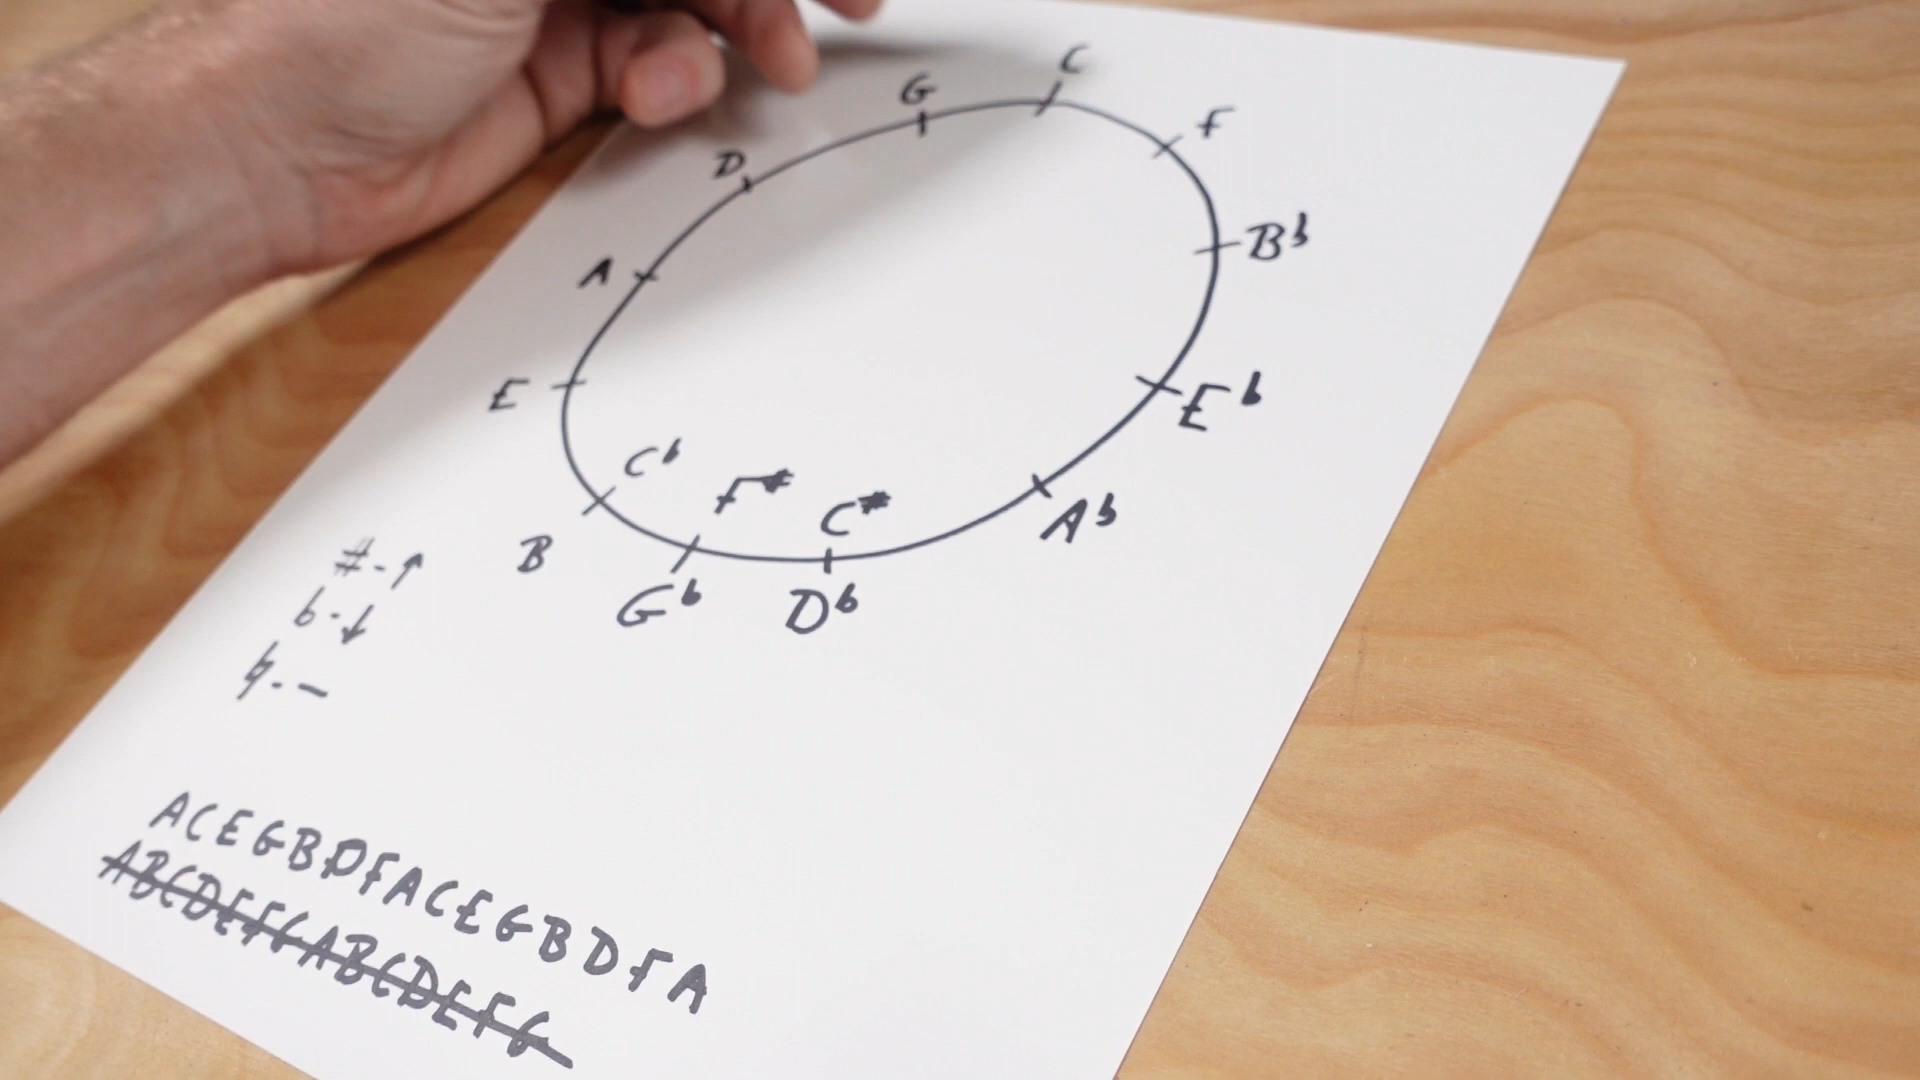 C
G
F
D
B♭
A
E
E♭
C♭
F#
C#
A♭
B
G♭
D♭
# - ↑
♭ - ↓
♮ - –
ACEGBDFACEGBDFA
ABCDEFGABCDEFG